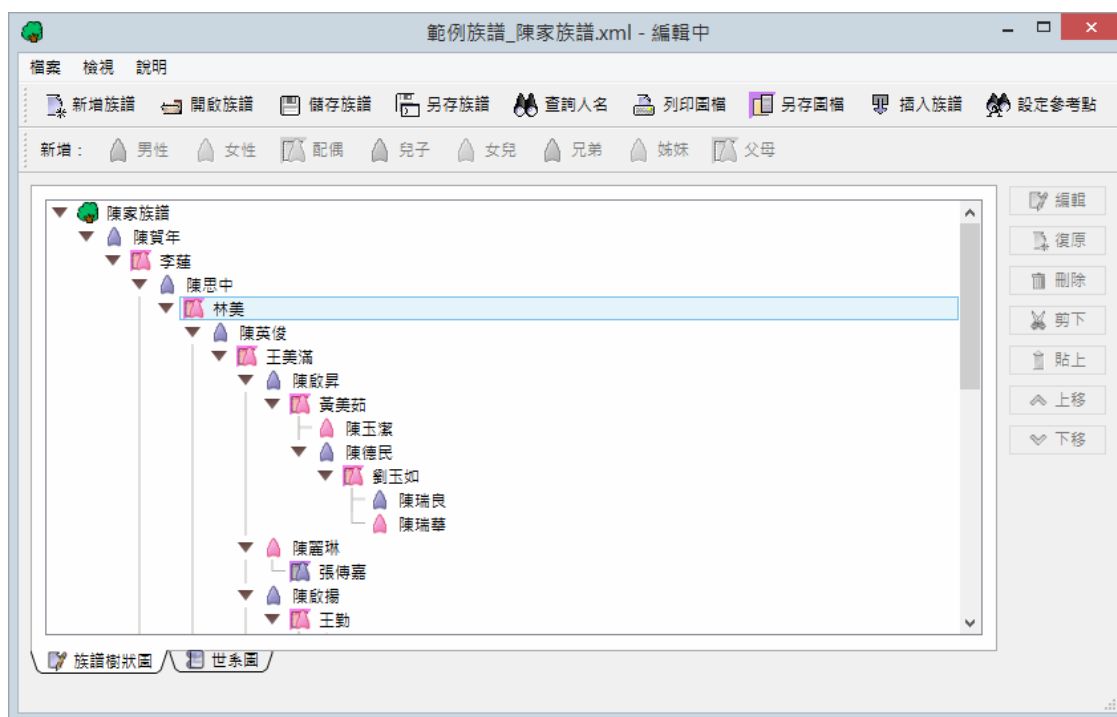 範例族譜_陳家族譜.xml - 編輯中
檔案 檢視 說明
新增族譜 開啟族譜 儲存族譜 另存族譜 查詢人名 列印圖檔 另存圖檔 插入族譜 設定參考點
新增： 男性 女性 配偶 兒子 女兒 兄弟 姊妹 父母
陳家族譜
陳賀年
李蓮
陳思中
林美
陳英俊
王美滿
陳啟昇
黃美茹
陳玉潔
陳德民
劉玉如
陳瑞良
陳瑞華
陳麗琳
張傳嘉
陳啟揚
王勤
編輯
復原
刪除
剪下
貼上
上移
下移
族譜樹狀圖 世系圖